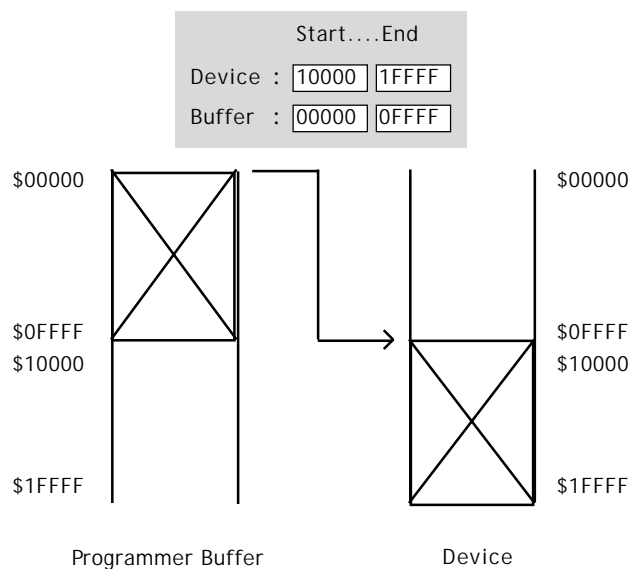 Start....End
Device : 10000 1FFFF
Buffer : 00000 0FFFF
$00000 $00000
$0FFFF $0FFFF
$10000 $10000
$1FFFF $1FFFF
Programmer Buffer Device